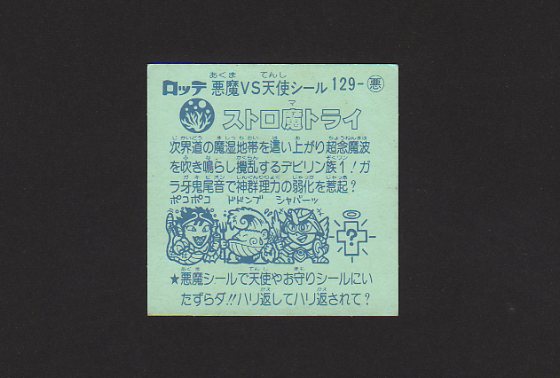 ロッテ 悪魔VS天使シール 129-悪
ストロ魔トライ
次界道の魔湿地帯を這い上がり超念魔波
を吹き鳴らし撹乱するデビリン族1!ガ
ラ牙鬼尾音で神群理力の弱化を惹起?
ポコポコ ドドンプ シャバーッ
?
★悪魔シールで天使やお守りシールにい
たずらダ!!ハリ返してハリ返されて?